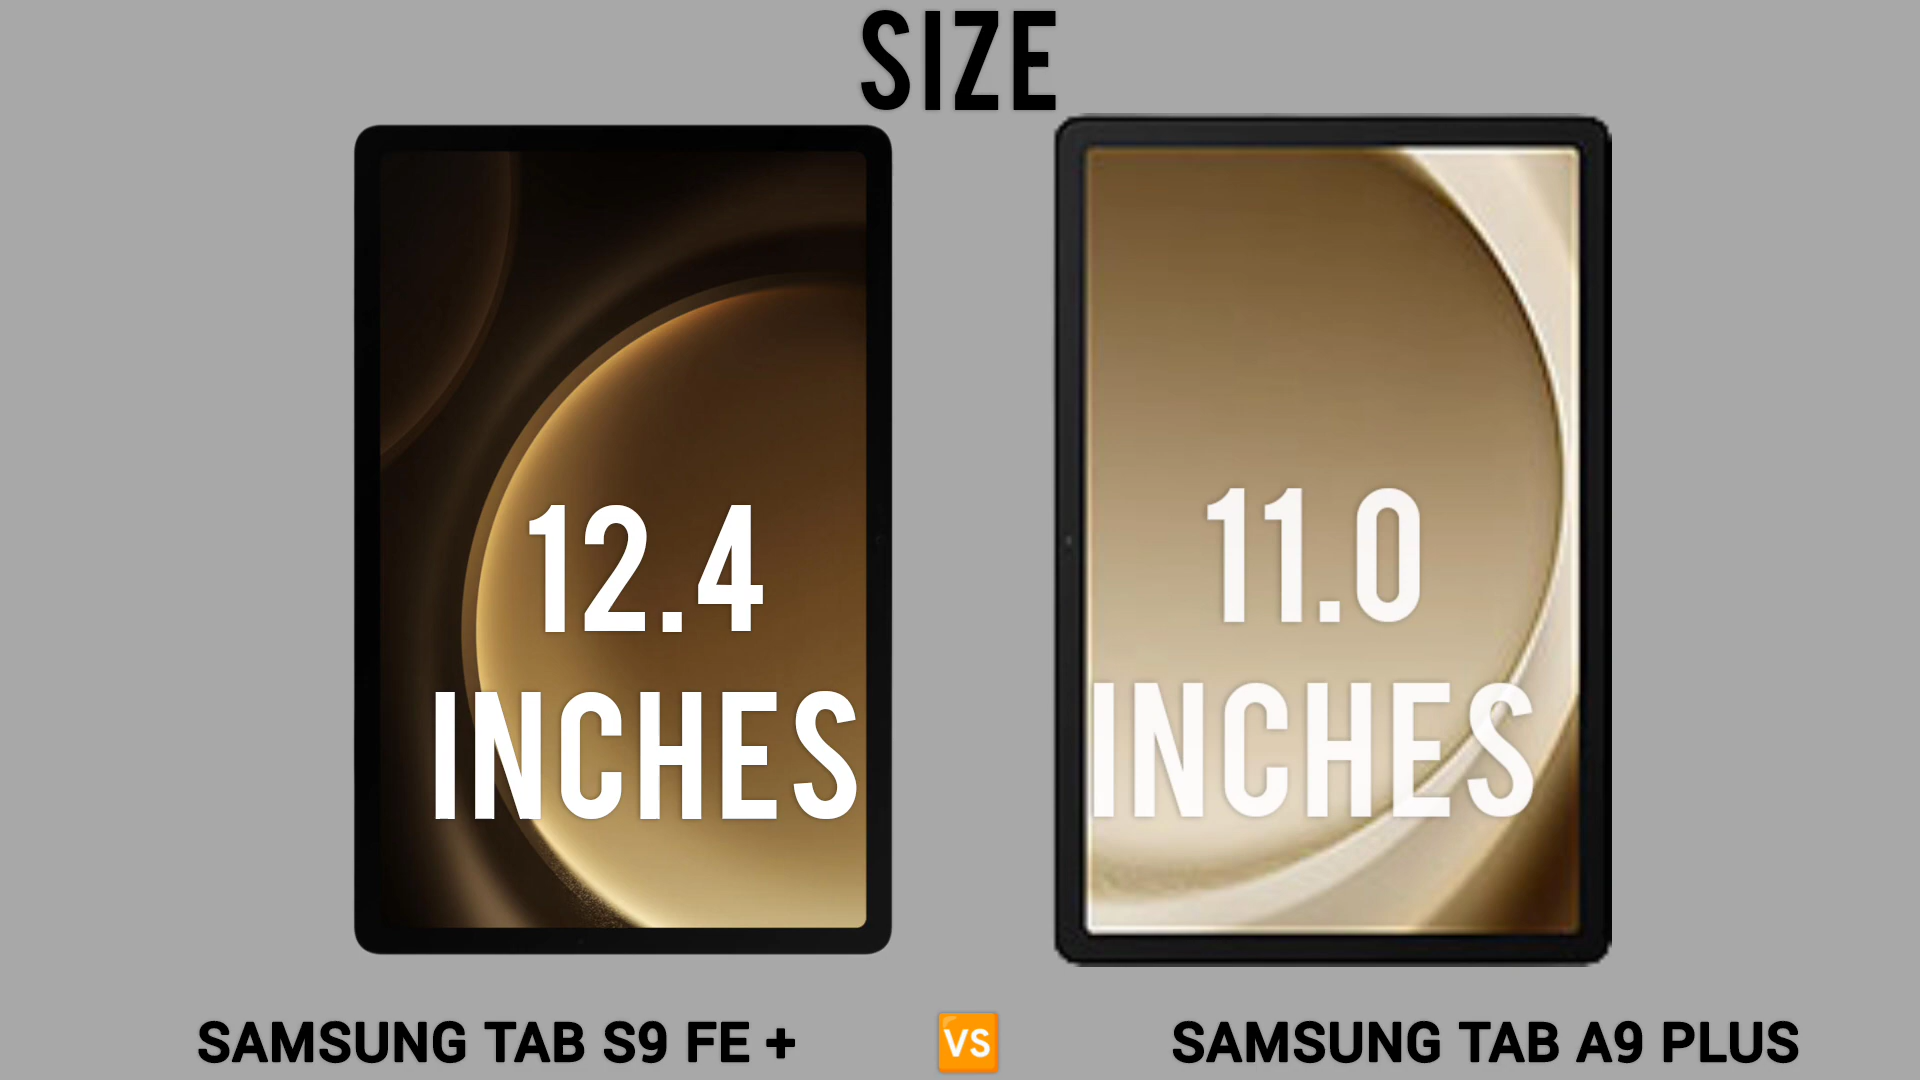 SIZE
12.4
INCHES
11.0
INCHES
SAMSUNG TAB S9 FE +
VS
SAMSUNG TAB A9 PLUS